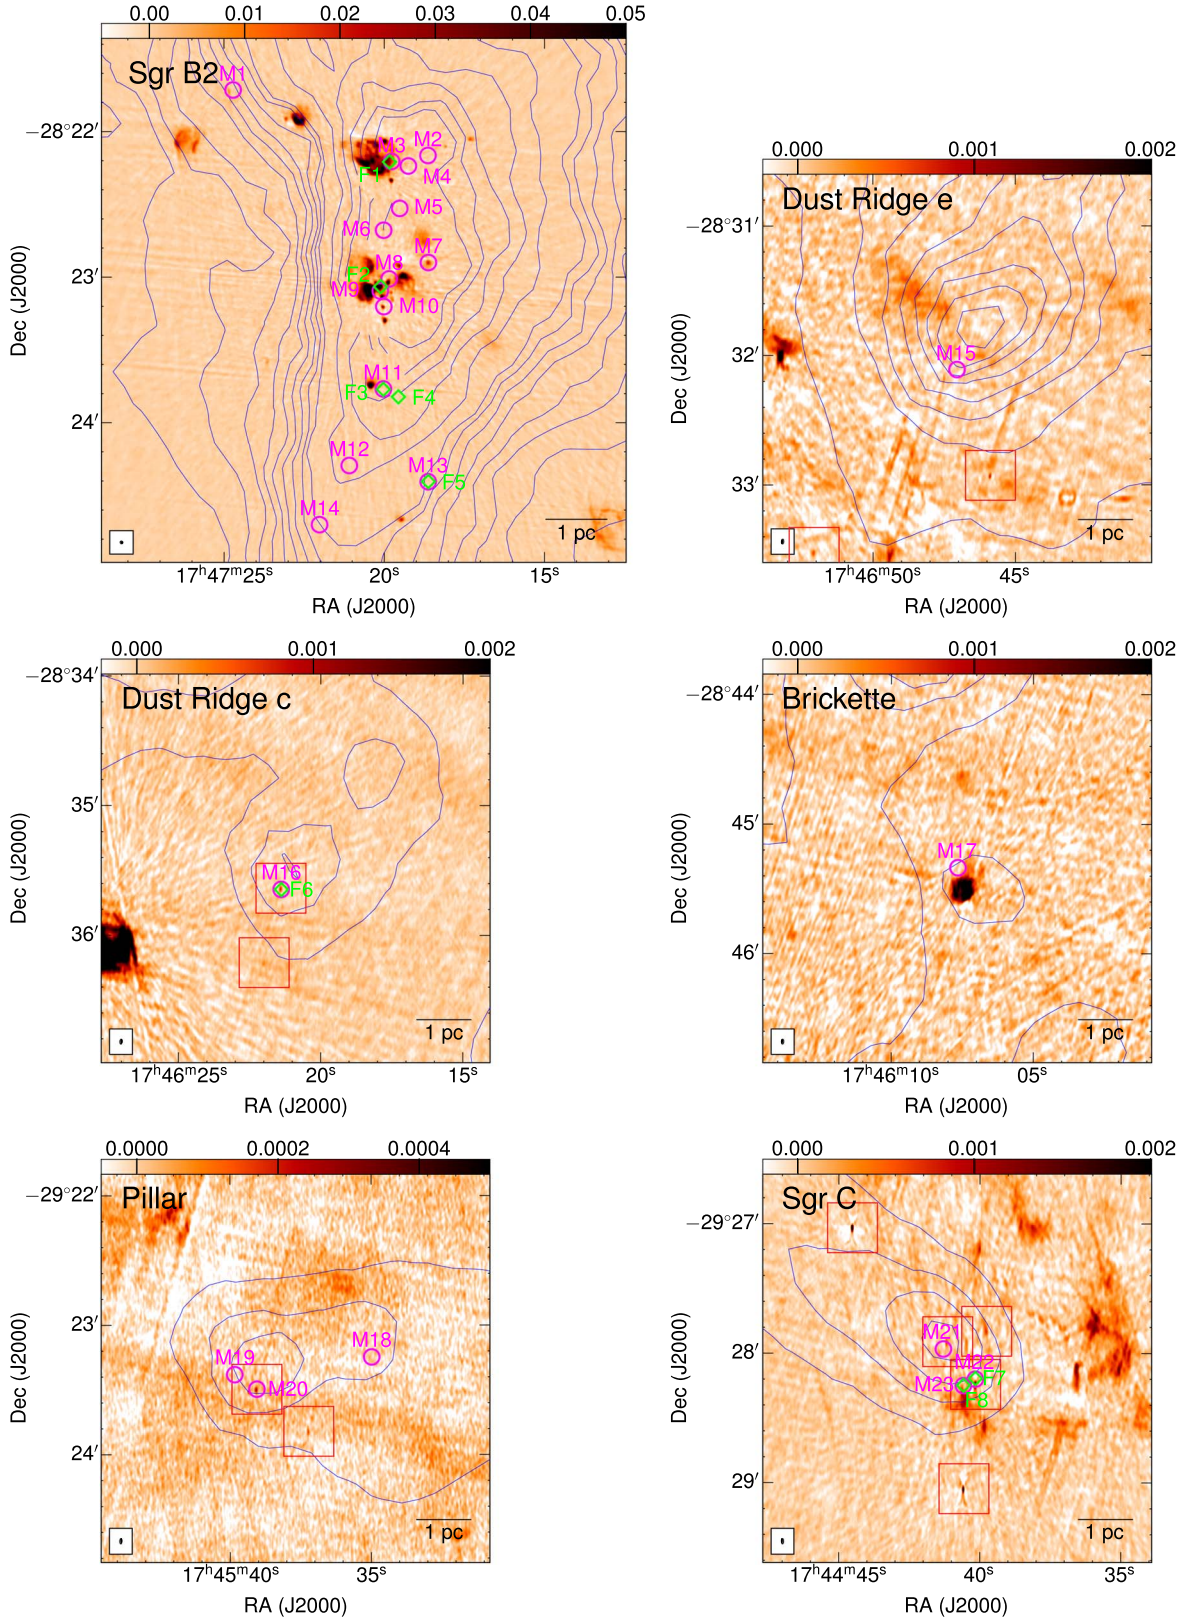 0.00 0.01 0.02 0.03 0.04 0.05
Sgr B2
M1
M2
M3
M4
F1
M5
M6
M7
M8
F2
M9
M10
M11
F3
F4
M12
M13
F5
M14
1 pc
−28°22′
23′
24′
Dec (J2000)
17ʰ47ᵐ25ˢ 20ˢ 15ˢ
RA (J2000)
0.000 0.001 0.002
Dust Ridge e
M15
1 pc
−28°31′
32′
33′
Dec (J2000)
17ʰ46ᵐ50ˢ 45ˢ
RA (J2000)
0.000 0.001 0.002
Dust Ridge c
M16
F6
1 pc
−28°34′
35′
36′
Dec (J2000)
17ʰ46ᵐ25ˢ 20ˢ 15ˢ
RA (J2000)
0.000 0.001 0.002
Brickette
M17
1 pc
−28°44′
45′
46′
Dec (J2000)
17ʰ46ᵐ10ˢ 05ˢ
RA (J2000)
0.0000 0.0002 0.0004
Pillar
M18
M19
M20
1 pc
−29°22′
23′
24′
Dec (J2000)
17ʰ45ᵐ40ˢ 35ˢ
RA (J2000)
0.000 0.001 0.002
Sgr C
M21
M22
F7
M23
F8
1 pc
−29°27′
28′
29′
Dec (J2000)
17ʰ44ᵐ45ˢ 40ˢ 35ˢ
RA (J2000)